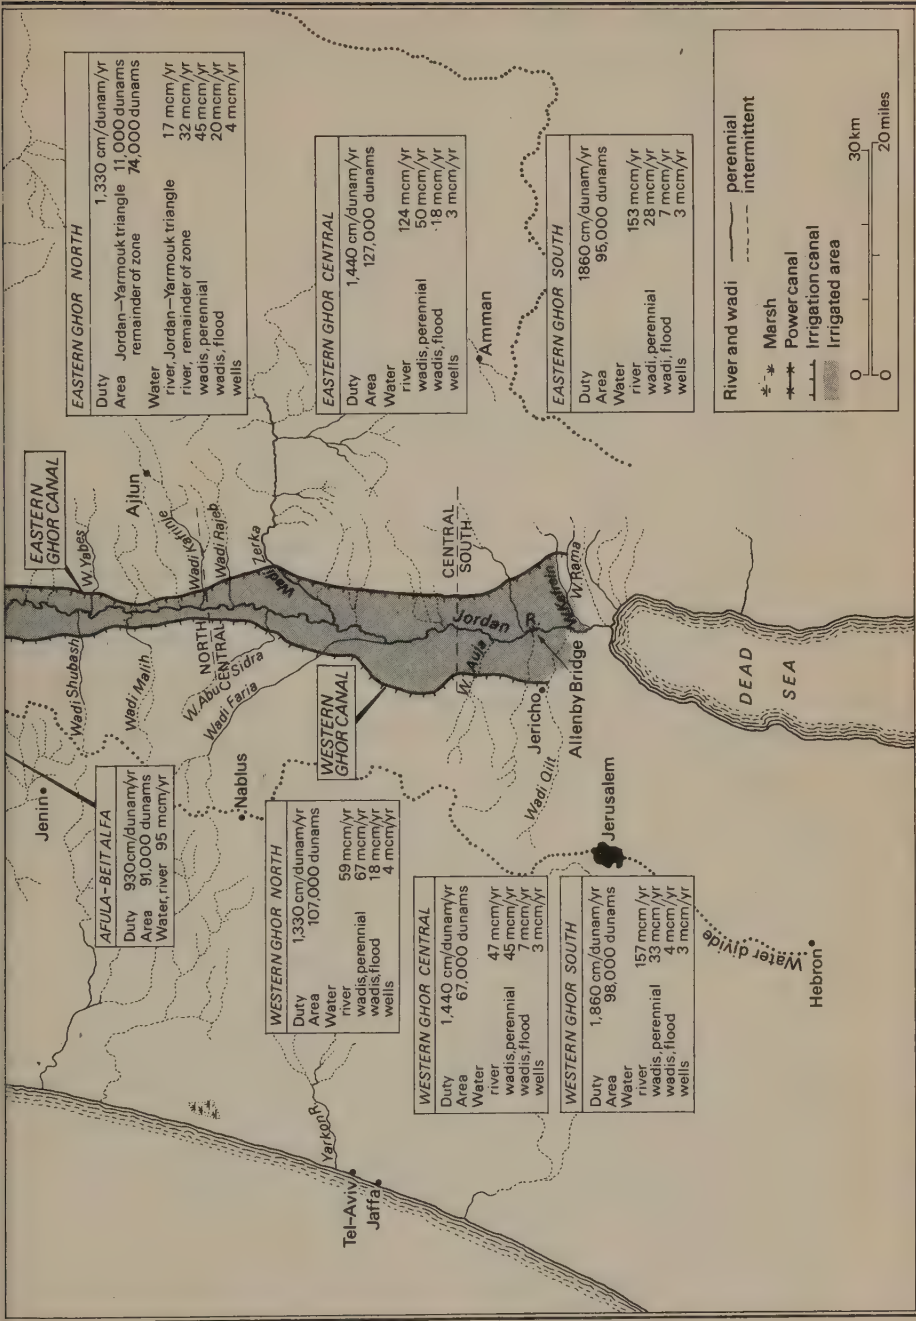 EASTERN GHOR NORTH
Duty 1,330 cm/dunam/yr
Area Jordan–Yarmouk triangle 11,000 dunams
remainder of zone 74,000 dunams
Water
river, Jordan–Yarmouk triangle 17 mcm/yr
river, remainder of zone 32 mcm/yr
wadis, perennial 45 mcm/yr
wadis, flood 20 mcm/yr
wells 4 mcm/yr
EASTERN GHOR CENTRAL
Duty 1,440 cm/dunam/yr
Area 127,000 dunams
Water
river 124 mcm/yr
wadis, perennial 50 mcm/yr
wadis, flood 18 mcm/yr
wells 3 mcm/yr
EASTERN GHOR SOUTH
Duty 1860 cm/dunam/yr
Area 95,000 dunams
Water
river 153 mcm/yr
wadi, perennial 28 mcm/yr
wadis, flood 7 mcm/yr
wells 3 mcm/yr
River and wadi perennial
intermittent
Marsh
Power canal
Irrigation canal
Irrigated area
0 30 km
0 20 miles
EASTERN
GHOR CANAL
W. Yabes
Ajlun
Wadi Kafrinje
Wadi Rajeb
Wadi Zerka
Amman
CENTRAL
SOUTH
Jordan R.
W. Kefrein
W. Rama
Wadi Shubash
Wadi Malih
NORTH
CENTRAL
W. Abu Sidra
Wadi Faria
WESTERN
GHOR CANAL
W. Auja
Jericho
Allenby Bridge
Wadi Qilt
DEAD
SEA
Jenin
Nablus
Jerusalem
Water divide
Hebron
AFULA–BEIT ALFA
Duty 930cm/dunam/yr
Area 91,000 dunams
Water, river 95 mcm/yr
WESTERN GHOR NORTH
Duty 1,330 cm/dunam/yr
Area 107,000 dunams
Water
river 59 mcm/yr
wadis,perennial 67 mcm/yr
wadis,flood 18 mcm/yr
wells 4 mcm/yr
WESTERN GHOR CENTRAL
Duty 1,440 cm/dunam/yr
Area 67,000 dunams
Water
river 47 mcm/yr
wadis,perennial 45 mcm/yr
wadis,flood 7 mcm/yr
wells 3 mcm/yr
WESTERN GHOR SOUTH
Duty 1,860 cm/dunam/yr
Area 98,000 dunams
Water
river 157 mcm/yr
wadis,perennial 33 mcm/yr
wadis,flood 4 mcm/yr
wells 3 mcm/yr
Yarkon R.
Tel-Aviv
Jaffa